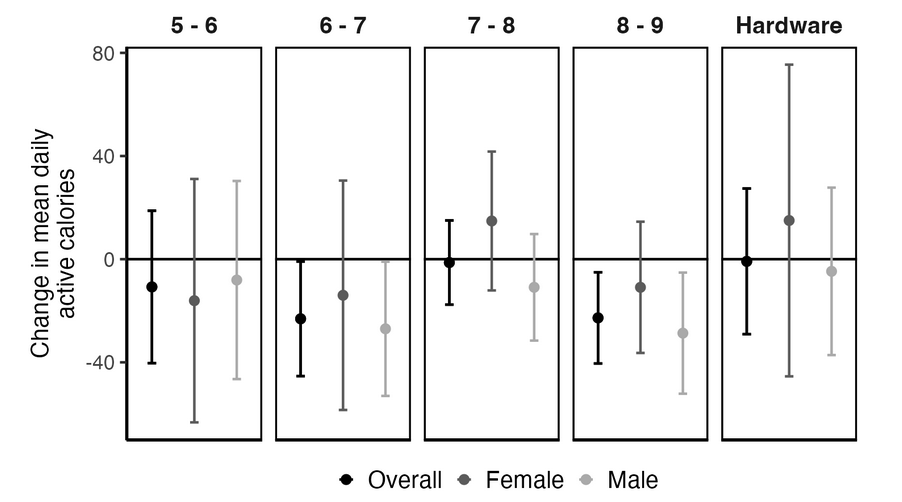 5 - 6 6 - 7 7 - 8 8 - 9 Hardware
80
40
0
-40
Change in mean daily
active calories
Overall Female Male